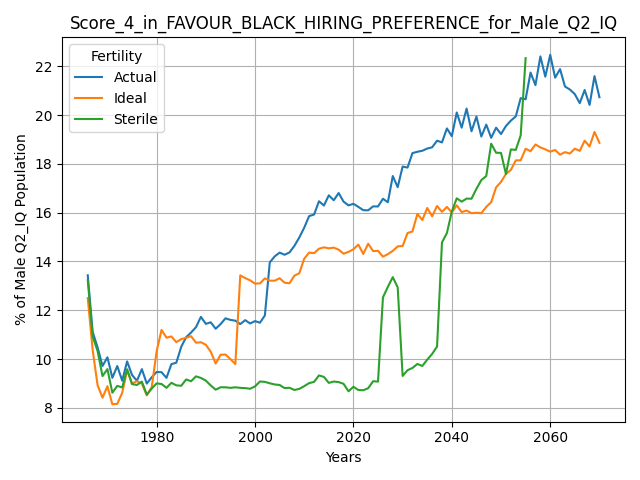 Score_4_in_FAVOUR_BLACK_HIRING_PREFERENCE_for_Male_Q2_IQ
Fertility
Actual
Ideal
Sterile
% of Male Q2_IQ Population
22
20
18
16
14
12
10
8
1980
2000
2020
2040
2060
Years